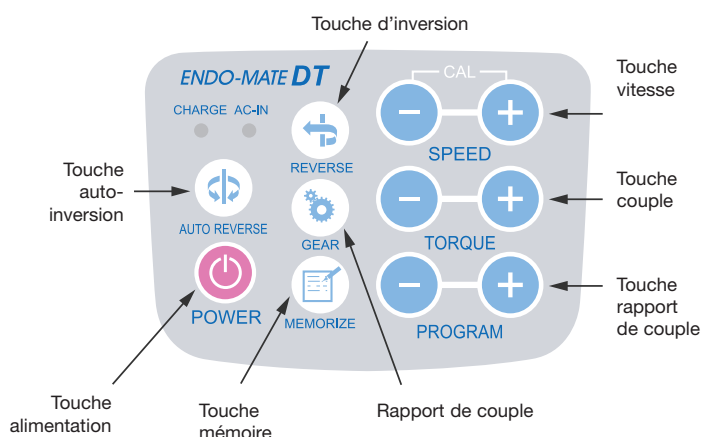 Touche d’inversion
ENDO-MATE DT
CAL
CHARGE AC-IN
Touche
vitesse
REVERSE
SPEED
Touche
auto-
inversion
Touche
couple
AUTO REVERSE
GEAR
TORQUE
Touche
rapport
de couple
POWER
MEMORIZE
PROGRAM
Touche
alimentation
Touche
mémoire
Rapport de couple